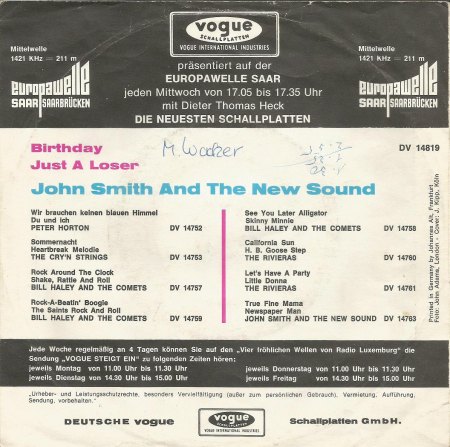 vogue
SCHALLPLATTEN
VOGUE INTERNATIONAL INDUSTRIES
Mittelwelle
1421 KHz — 211 m
europawelle
SAAR SAARBRÜCKEN
präsentiert auf der
EUROPAWELLE SAAR
jeden Mittwoch von 17.05 bis 17.35 Uhr
mit Dieter Thomas Heck
DIE NEUESTEN SCHALLPLATTEN
Mittelwelle
1421 KHz — 211 m
europawelle
SAAR SAARBRÜCKEN
Birthday
Just A Loser
DV 14819
John Smith And The New Sound
Wir brauchen keinen blauen Himmel
Du und ich
PETER HORTON DV 14752
Sommernacht
Heartbreak Melodie
THE CRY'N STRINGS DV 14753
Rock Around The Clock
Shake, Rattle And Roll
BILL HALEY AND THE COMETS DV 14757
Rock-A-Beatin' Boogie
The Saints Rock And Roll
BILL HALEY AND THE COMETS DV 14759
See You Later Alligator
Skinny Minnie
BILL HALEY AND THE COMETS DV 14758
California Sun
H. B. Goose Step
THE RIVIERAS DV 14760
Let's Have A Party
Little Donna
THE RIVIERAS DV 14761
True Fine Mama
Newspaper Man
JOHN SMITH AND THE NEW SOUND DV 14763
Printed in Germany by Johannes Alt, Frankfurt
Foto: John Adams, London - Cover: J. Kipp, Köln
Jede Woche regelmäßig an 4 Tagen können Sie auf den „Vier fröhlichen Wellen von Radio Luxemburg" die
Sendung „VOGUE STEIGT EIN" zu folgenden Zeiten hören:
jeweils Montag von 11.00 bis 11.30 Uhr
jeweils Dienstag von 14.30 bis 15.00 Uhr
jeweils Donnerstag von 11.00 bis 11.30 Uhr
jeweils Freitag von 14.30 bis 15.00 Uhr
„Urheber- und Leistungsschutzrechte, besonders Vervielfältigung (außer zum persönlichen Gebrauch), Vermietung, Aufführung,
Sendung, vorbehalten."
DEUTSCHE vogue
vogue
SCHALLPLATTEN
VOGUE INTERNATIONAL INDUSTRIES
Schallplatten GmbH.